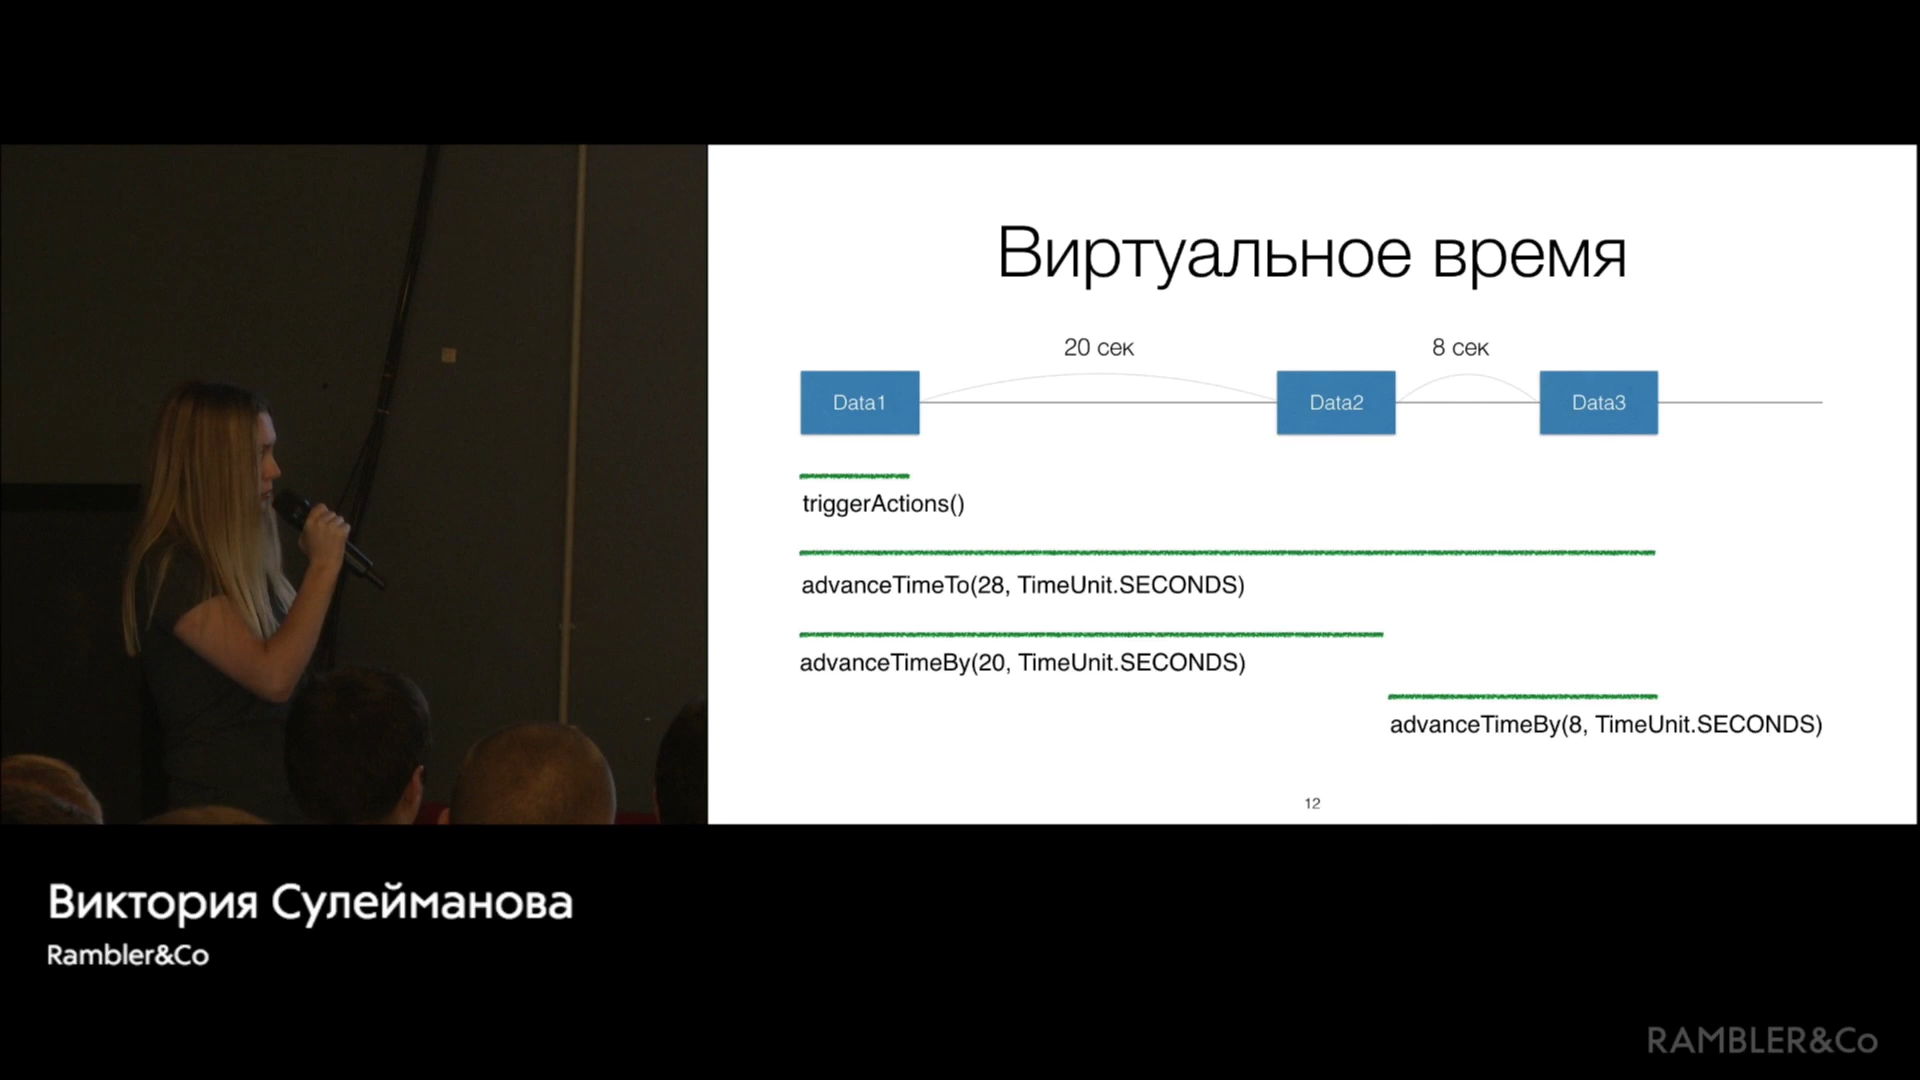 Виртуальное время
20 сек
8 сек
Data1
Data2
Data3
triggerActions()
advanceTimeTo(28, TimeUnit.SECONDS)
advanceTimeBy(20, TimeUnit.SECONDS)
advanceTimeBy(8, TimeUnit.SECONDS)
12
Виктория Сулейманова
Rambler&Co
RAMBLER&Co